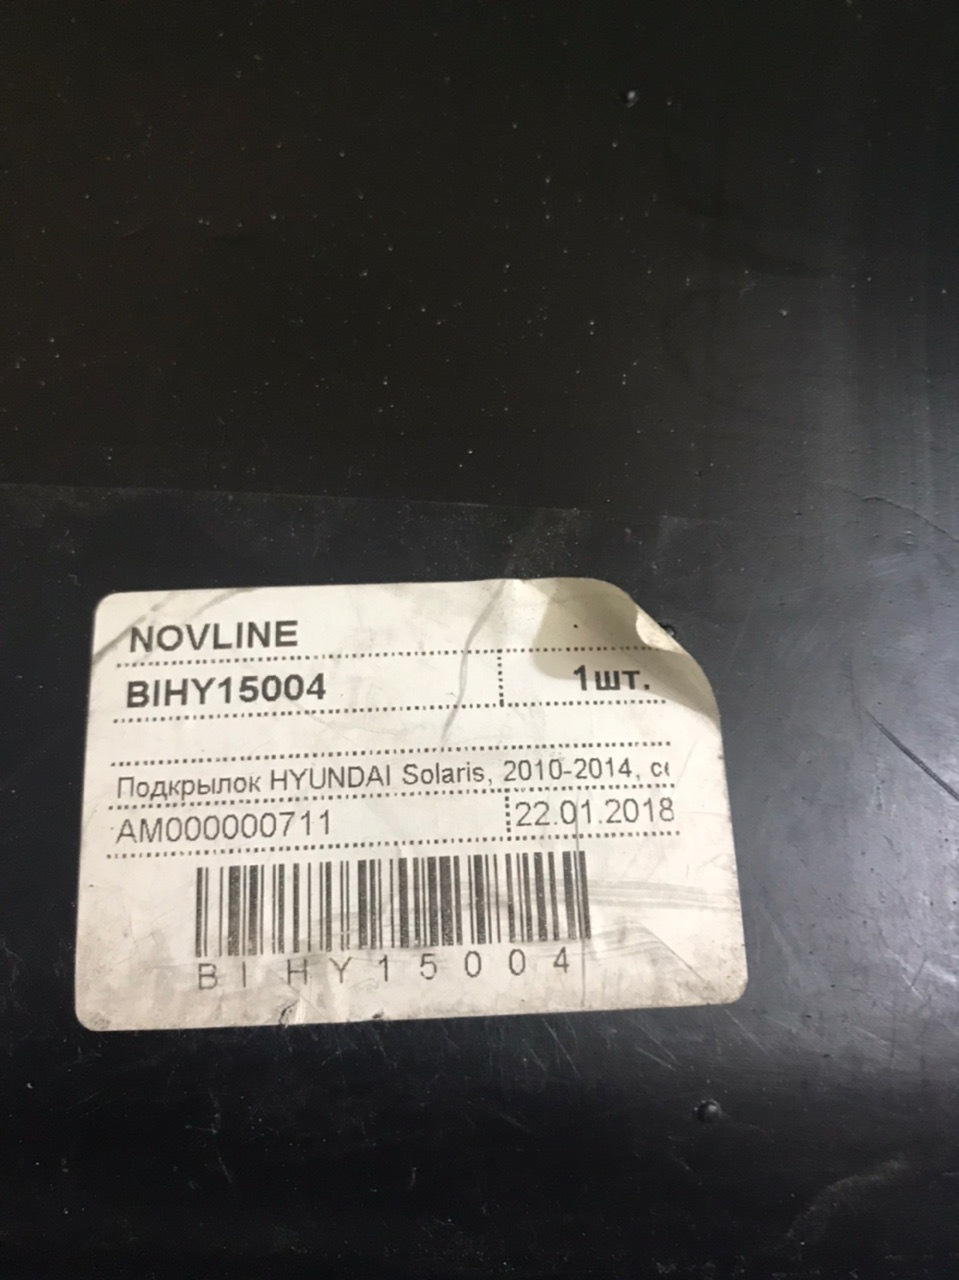 NOVLINE
BIHY15004 1шт.
Подкрылок HYUNDAI Solaris, 2010-2014,
AM000000711 22.01.2018
BIHY15004